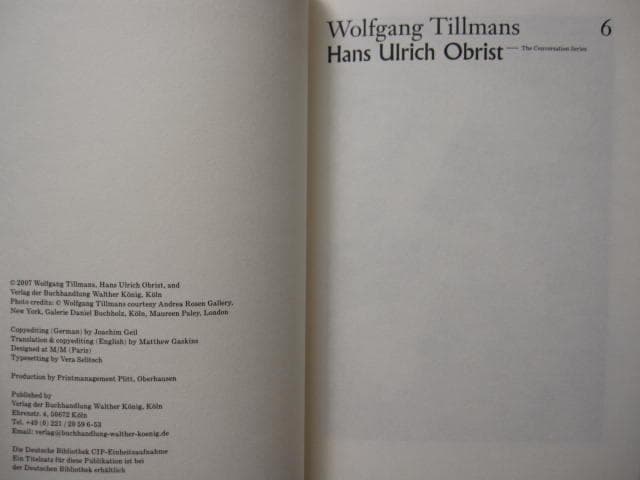 © 2007 Wolfgang Tillmans, Hans Ulrich Obrist, and
Verlag der Buchhandlung Walther König, Köln
Photo credits: © Wolfgang Tillmans courtesy Andrea Rosen Gallery,
New York, Galerie Daniel Buchholz, Köln, Maureen Paley, London
Copyediting (German) by Joachim Geil
Translation & copyediting (English) by Matthew Gaskins
Designed at M/M (Paris)
Typesetting by Vera Selitsch
Production by Printmanagement Plitt, Oberhausen
Published by
Verlag der Buchhandlung Walther König, Köln
Ehrenstr. 4, 50672 Köln
Tel. +49 (0) 221 / 20 59 6-53
Email: verlag@buchhandlung-walther-koenig.de
Die Deutsche Bibliothek CIP-Einheitsaufnahme
Ein Titelsatz für diese Publikation ist bei
der Deutschen Bibliothek erhältlich
Wolfgang Tillmans 6
Hans Ulrich Obrist — The Conversation Series